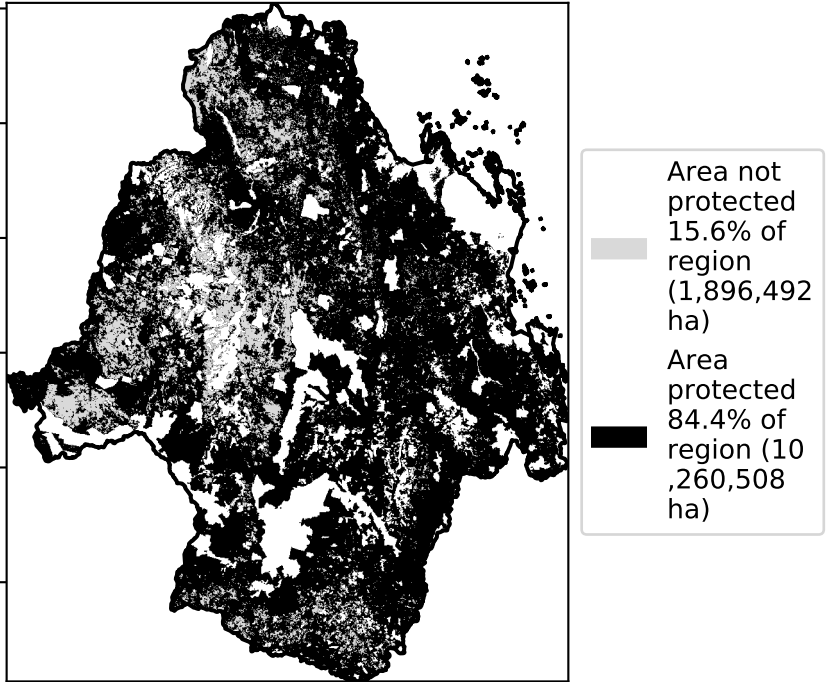 Area not
protected
15.6% of
region
(1,896,492
ha)
Area
protected
84.4% of
region (10
,260,508
ha)